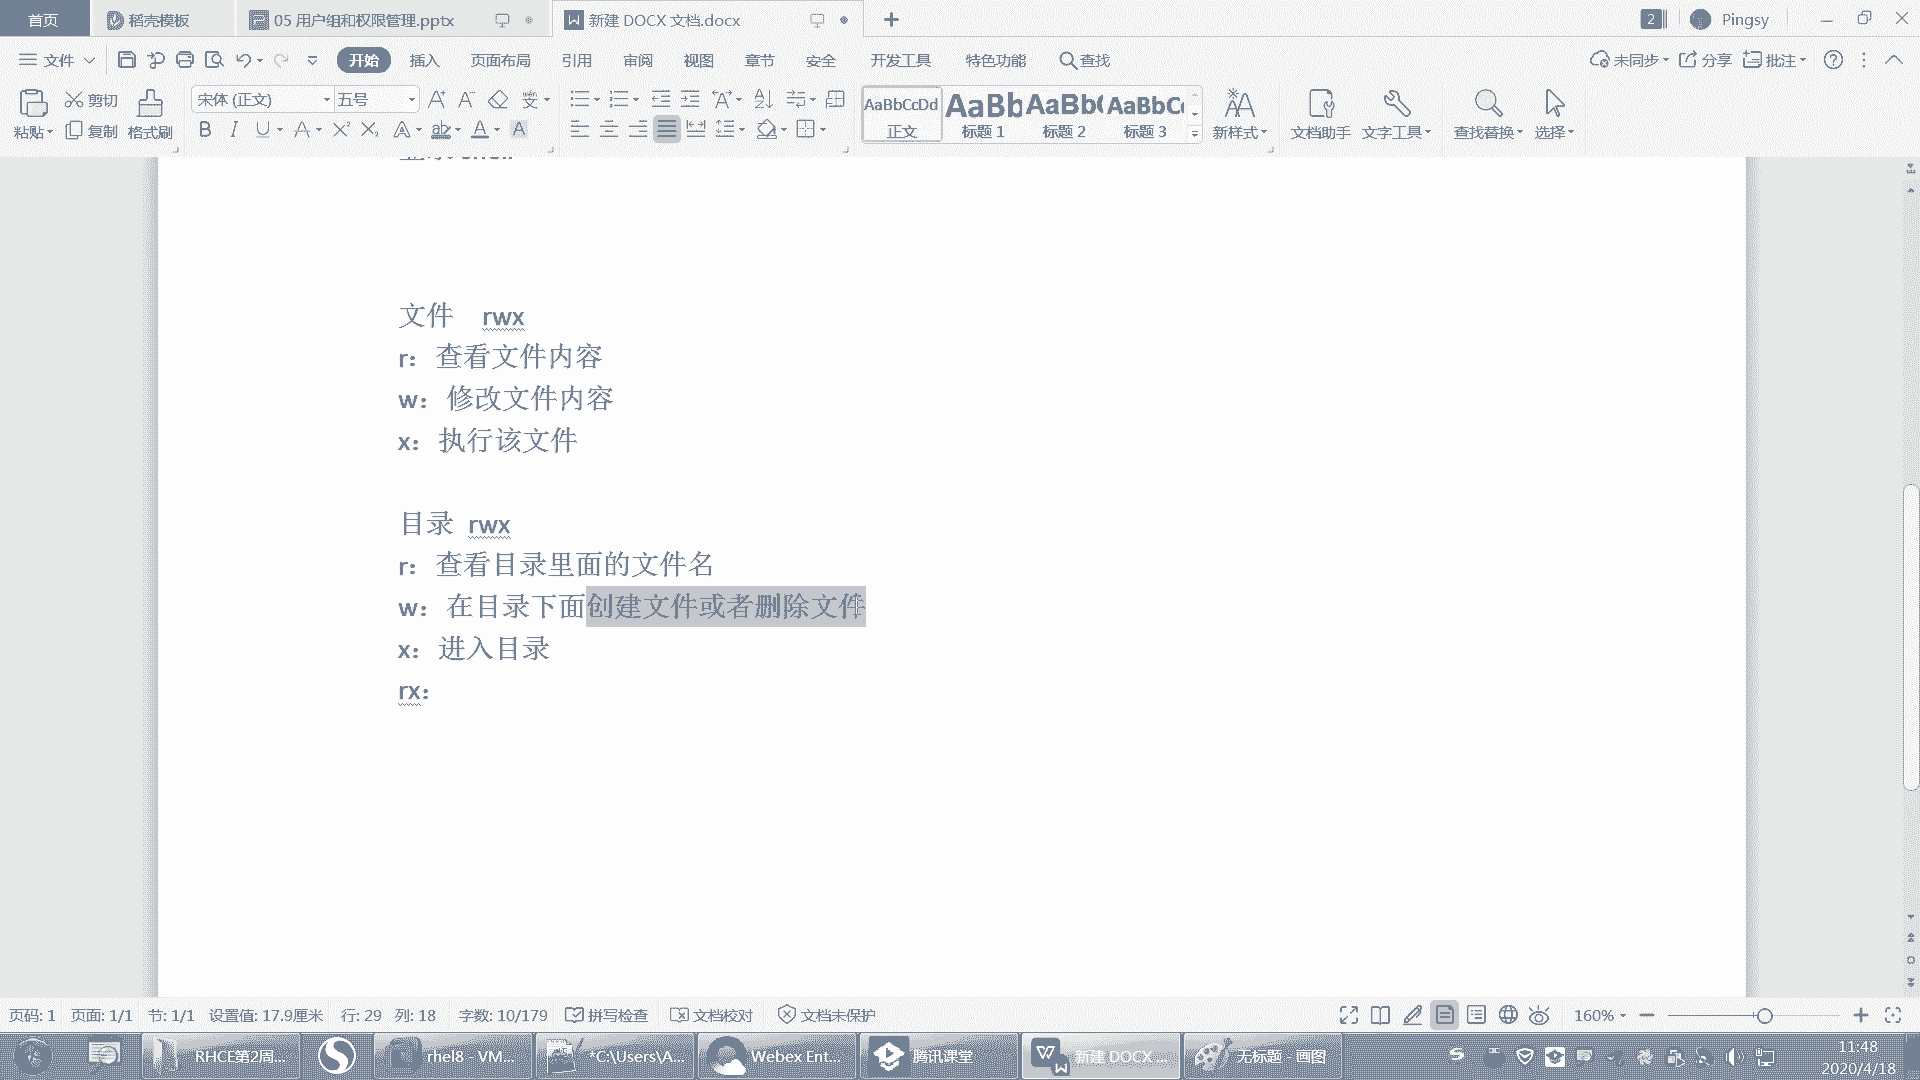 首页
稻壳模板
05 用户组和权限管理.pptx
新建 DOCX 文档.docx
2
Pingsy
文件
开始
插入
页面布局
引用
审阅
视图
章节
安全
开发工具
特色功能
查找
未同步
分享
批注
粘贴
剪切
复制
格式刷
宋体 (正文)
五号
AaBbCcDd
正文
AaBb
标题 1
AaBb(
标题 2
AaBbC
标题 3
新样式
文档助手
文字工具
查找替换
选择
文件 rwx
r：查看文件内容
w：修改文件内容
x：执行该文件
目录 rwx
r：查看目录里面的文件名
w：在目录下面创建文件或者删除文件
x：进入目录
rx：
页码: 1
页面: 1/1
节: 1/1
设置值: 17.9厘米
行: 29
列: 18
字数: 10/179
拼写检查
文档校对
文档未保护
160%
RHCE第2周...
rhel8 - VM...
*C:\Users\A...
Webex Ent...
腾讯课堂
新建 DOCX ...
无标题 - 画图
11:48
2020/4/18